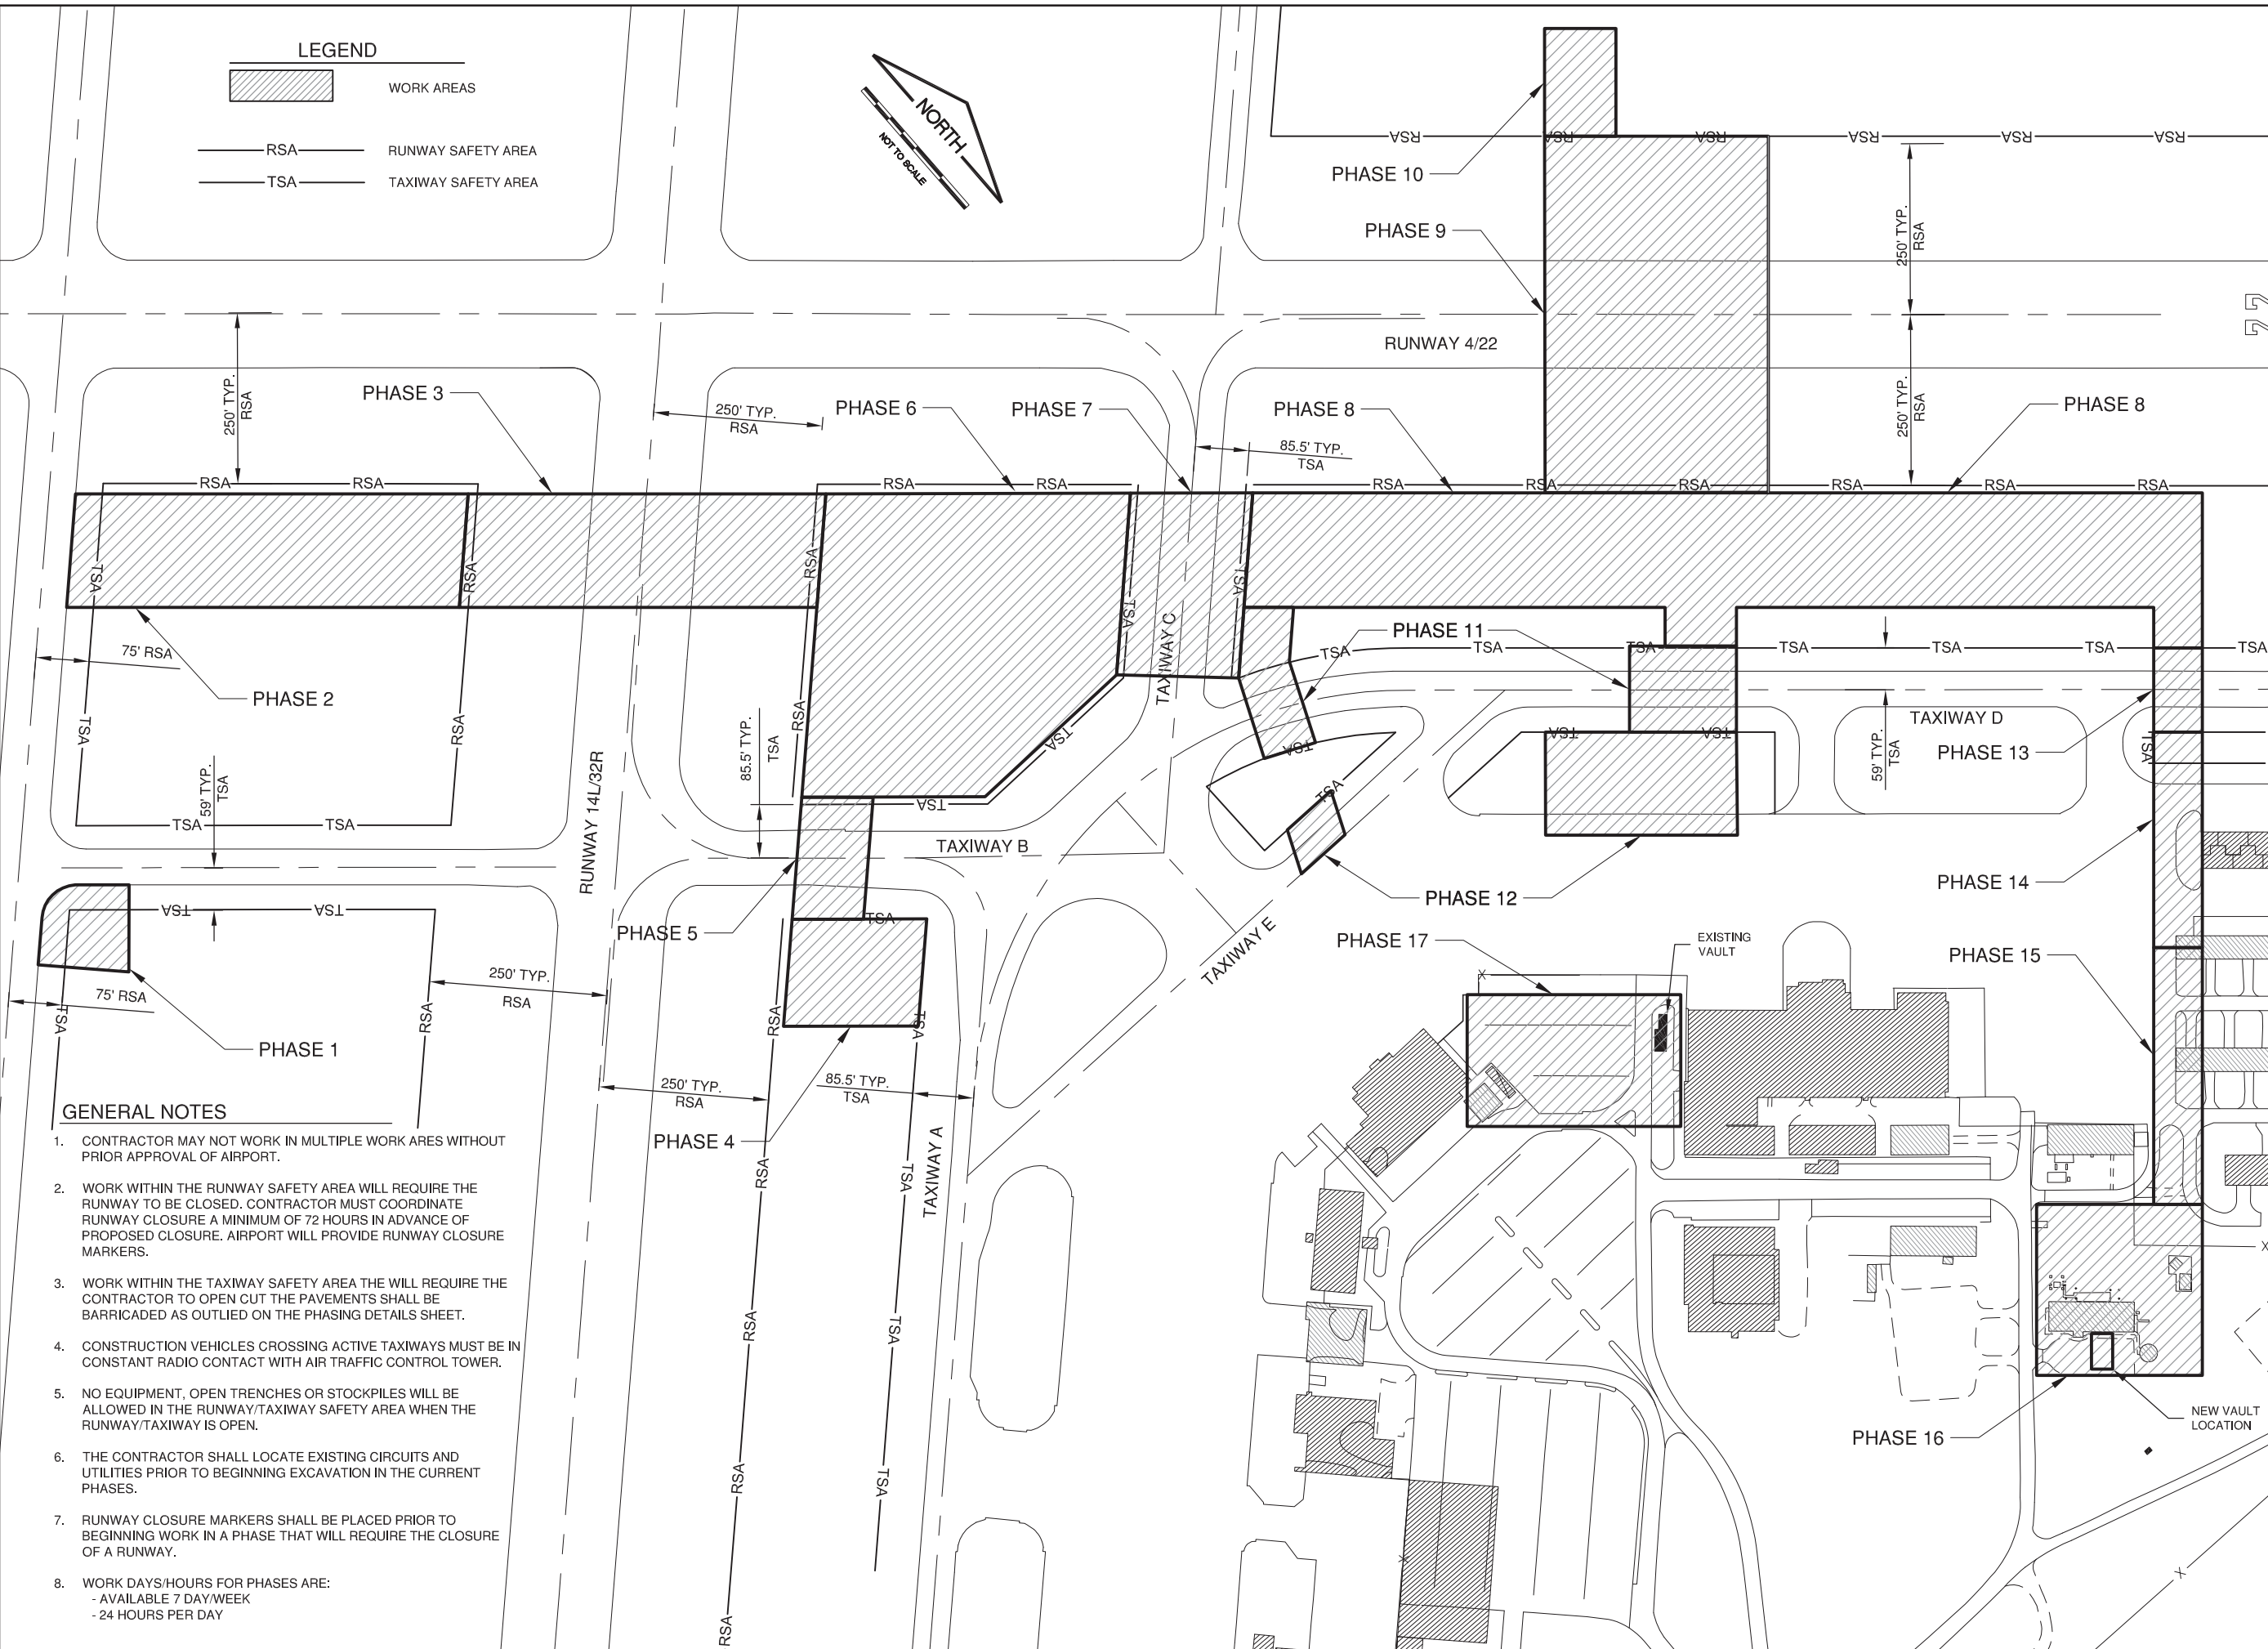 LEGEND
WORK AREAS
RSA
RUNWAY SAFETY AREA
TSA
TAXIWAY SAFETY AREA
NORTH
NOT TO SCALE
RSA RSA RSA RSA RSA RSA
PHASE 10
PHASE 9
250' TYP.
RSA
22
RUNWAY 4/22
250' TYP.
RSA
PHASE 3
250' TYP.
RSA
PHASE 6
PHASE 7
PHASE 8
85.5' TYP.
TSA
250' TYP.
RSA
PHASE 8
RSA RSA RSA RSA RSA RSA RSA RSA RSA RSA
TSA
RSA
RSA
TSA
TSA
TAXIWAY C
75' RSA
PHASE 2
TSA
RSA
RSA
PHASE 11
TSA TSA TSA TSA TSA TSA TSA
TAXIWAY D
PHASE 13
TSA
59' TYP.
TSA
85.5' TYP.
TSA
TSA
TSA
TSA
TSA
TSA
59' TYP.
TSA
TSA TSA
TSA
RUNWAY 14L/32R
TAXIWAY B
PHASE 12
PHASE 14
TSA TSA
PHASE 5
TSA
TAXIWAY E
PHASE 17
EXISTING
VAULT
PHASE 15
250' TYP.
RSA
75' RSA
TSA
RSA
RSA
TSA
PHASE 1
250' TYP.
RSA
85.5' TYP.
TSA
PHASE 4
TAXIWAY A
RSA
TSA
RSA
TSA
RSA
TSA
RSA
X
X
X
X
PHASE 16
NEW VAULT
LOCATION
GENERAL NOTES
1. CONTRACTOR MAY NOT WORK IN MULTIPLE WORK ARES WITHOUT
PRIOR APPROVAL OF AIRPORT.
2. WORK WITHIN THE RUNWAY SAFETY AREA WILL REQUIRE THE
RUNWAY TO BE CLOSED. CONTRACTOR MUST COORDINATE
RUNWAY CLOSURE A MINIMUM OF 72 HOURS IN ADVANCE OF
PROPOSED CLOSURE. AIRPORT WILL PROVIDE RUNWAY CLOSURE
MARKERS.
3. WORK WITHIN THE TAXIWAY SAFETY AREA THE WILL REQUIRE THE
CONTRACTOR TO OPEN CUT THE PAVEMENTS SHALL BE
BARRICADED AS OUTLIED ON THE PHASING DETAILS SHEET.
4. CONSTRUCTION VEHICLES CROSSING ACTIVE TAXIWAYS MUST BE IN
CONSTANT RADIO CONTACT WITH AIR TRAFFIC CONTROL TOWER.
5. NO EQUIPMENT, OPEN TRENCHES OR STOCKPILES WILL BE
ALLOWED IN THE RUNWAY/TAXIWAY SAFETY AREA WHEN THE
RUNWAY/TAXIWAY IS OPEN.
6. THE CONTRACTOR SHALL LOCATE EXISTING CIRCUITS AND
UTILITIES PRIOR TO BEGINNING EXCAVATION IN THE CURRENT
PHASES.
7. RUNWAY CLOSURE MARKERS SHALL BE PLACED PRIOR TO
BEGINNING WORK IN A PHASE THAT WILL REQUIRE THE CLOSURE
OF A RUNWAY.
8. WORK DAYS/HOURS FOR PHASES ARE:
- AVAILABLE 7 DAY/WEEK
- 24 HOURS PER DAY